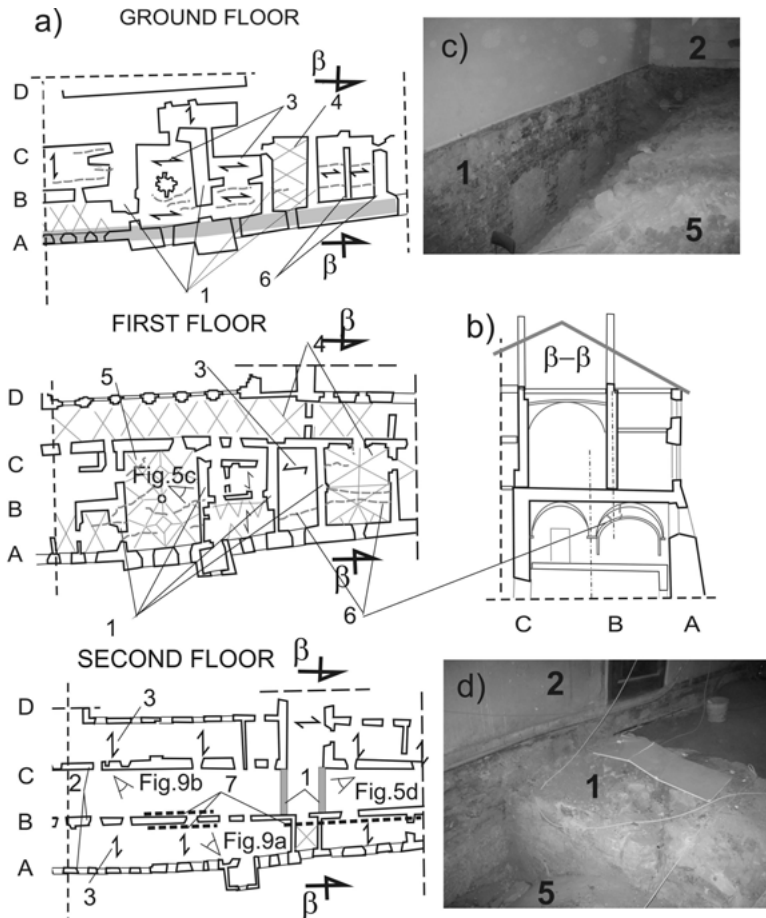 a)
GROUND FLOOR
β
D
3
4
C
B
A
1
6
β
c)
2
1
5
FIRST FLOOR
β
4
5
3
D
C
Fig.5c
B
A
β
1
6
b)
β–β
C B A
SECOND FLOOR
β
D
3
C
2
Fig.9b
7
1
Fig.5d
B
Fig.9a
A
3
β
d)
2
1
5